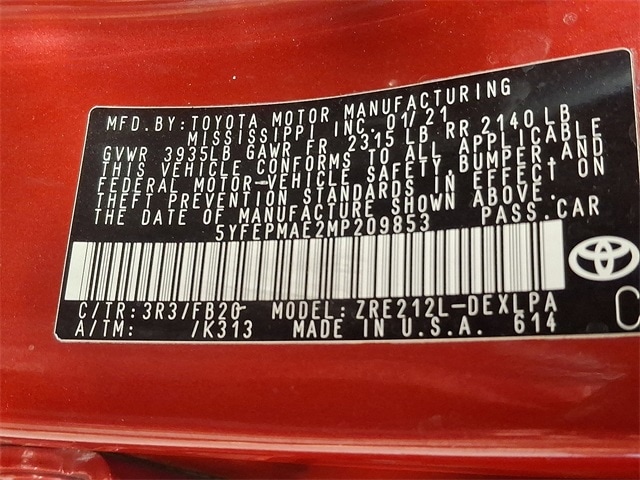 MFD.BY: TOYOTA MOTOR MANUFACTURING
MISSISSIPPI INC. 01/21
GVWR 3935LB GAWR FR 2315 LB RR 2140 LB
THIS VEHICLE CONFORMS TO ALL APPLICABLE
FEDERAL MOTOR-VEHICLE SAFETY, BUMPER, AND
THEFT PREVENTION STANDARDS IN EFFECT ON
THE DATE OF MANUFACTURE SHOWN ABOVE.
5YFEPMAE2MP209853 PASS.CAR
C/TR: 3R3/FB20 MODEL: ZRE212L-DEXLPA
A/TM: /K313 MADE IN U.S.A. 614